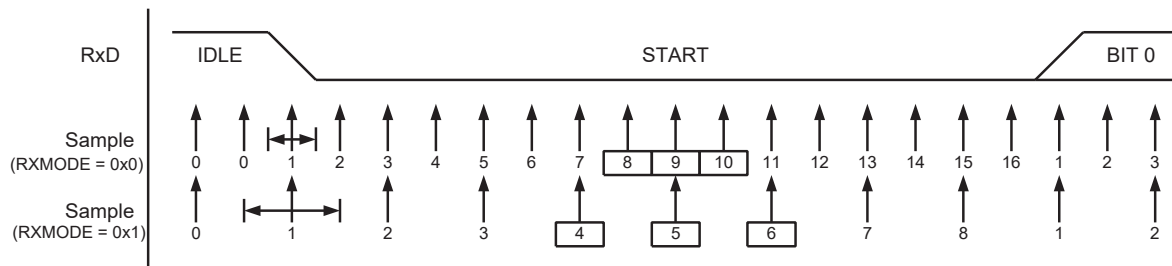 RxD IDLE START BIT 0
Sample
(RXMODE = 0x0)
0 0 1 2 3 4 5 6 7 8 9 10 11 12 13 14 15 16 1 2 3
Sample
(RXMODE = 0x1)
0 1 2 3 4 5 6 7 8 1 2